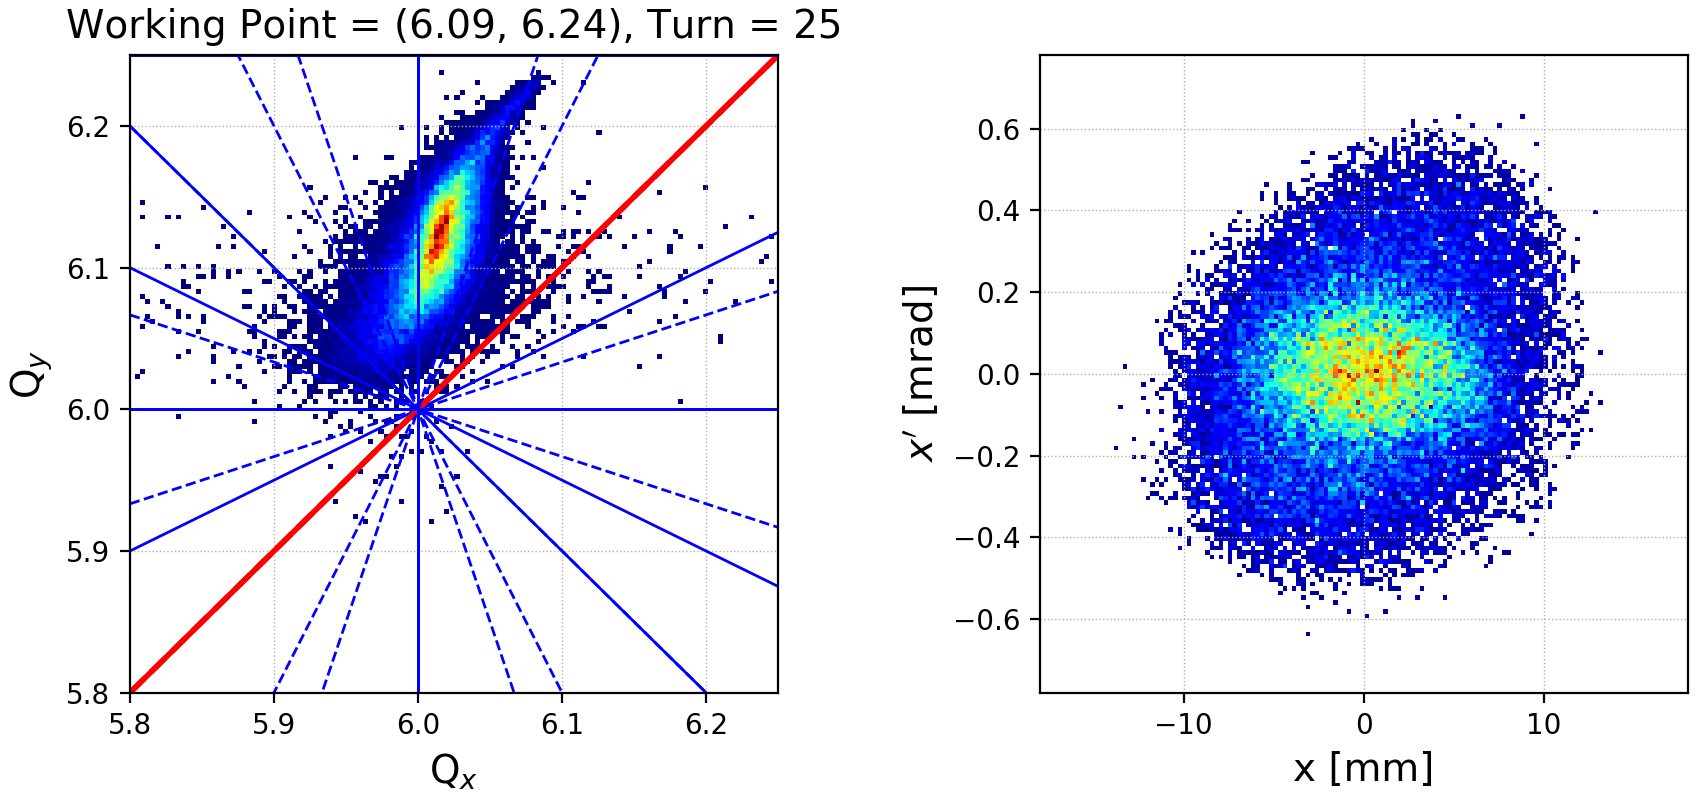 Working Point = (6.09, 6.24), Turn = 25
6.2
6.1
6.0
5.9
5.8
Q_y
5.8 5.9 6.0 6.1 6.2
Q_x
0.6
0.4
0.2
0.0
−0.2
−0.4
−0.6
x′ [mrad]
−10 0 10
x [mm]